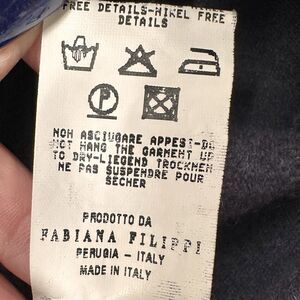 FREE DETAILS-NIKEL FREE
DETAILS
P
NON ASCIUGARE APPESI-DO
NOT HANG THE GARMENT UP
TO DRY-LIEGEND TROCKNEN
NE PAS SUSPENDRE POUR
SÉCHER
PRODOTTO DA
FABIANA FILIPPI
PERUGIA - ITALY
MADE IN ITALY